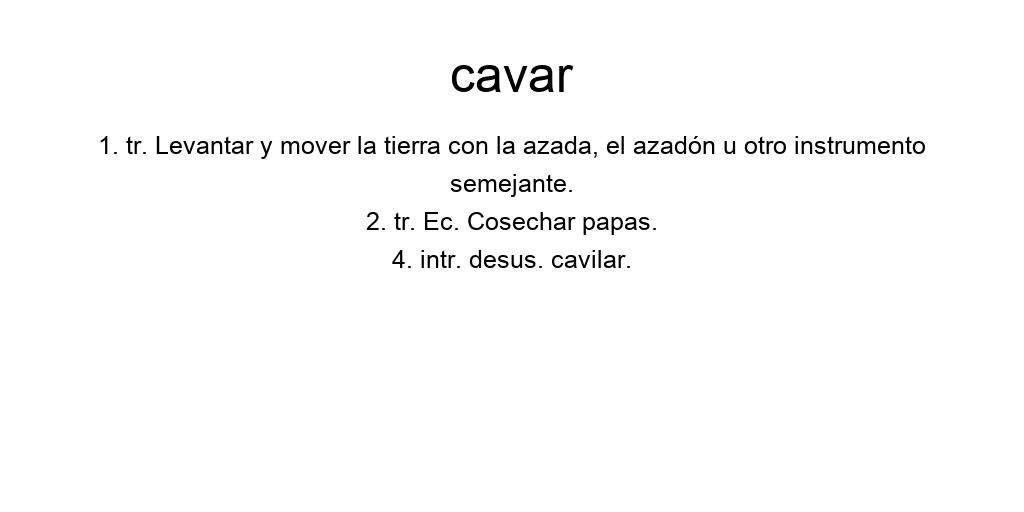 cavar
1. tr. Levantar y mover la tierra con la azada, el azadón u otro instrumento
semejante.
2. tr. Ec. Cosechar papas.
4. intr. desus. cavilar.